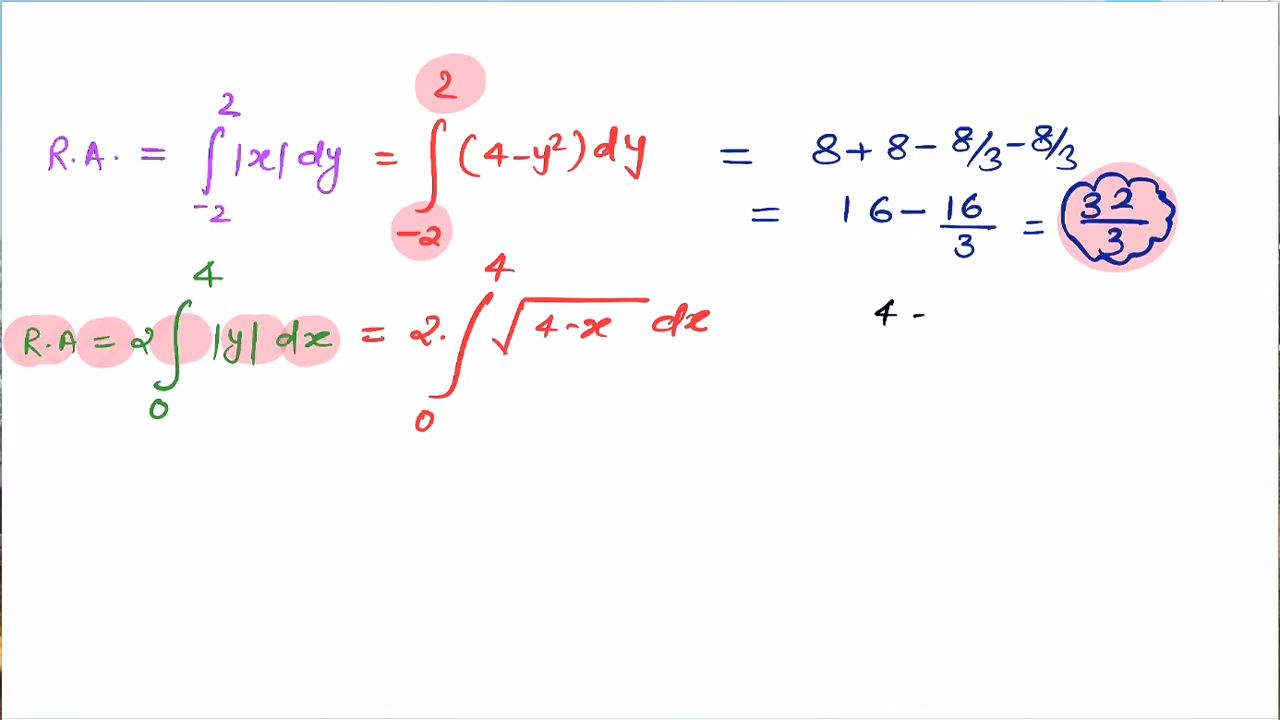 R.A. = ∫_{-2}^{2} |x| dy = ∫_{-2}^{2} (4-y²) dy = 8 + 8 - 8/3 - 8/3
= 16 - 16/3 = 32/3
R.A = 2 ∫_{0}^{4} |y| dx = 2. ∫_{0}^{4} √(4-x) dx 4 -